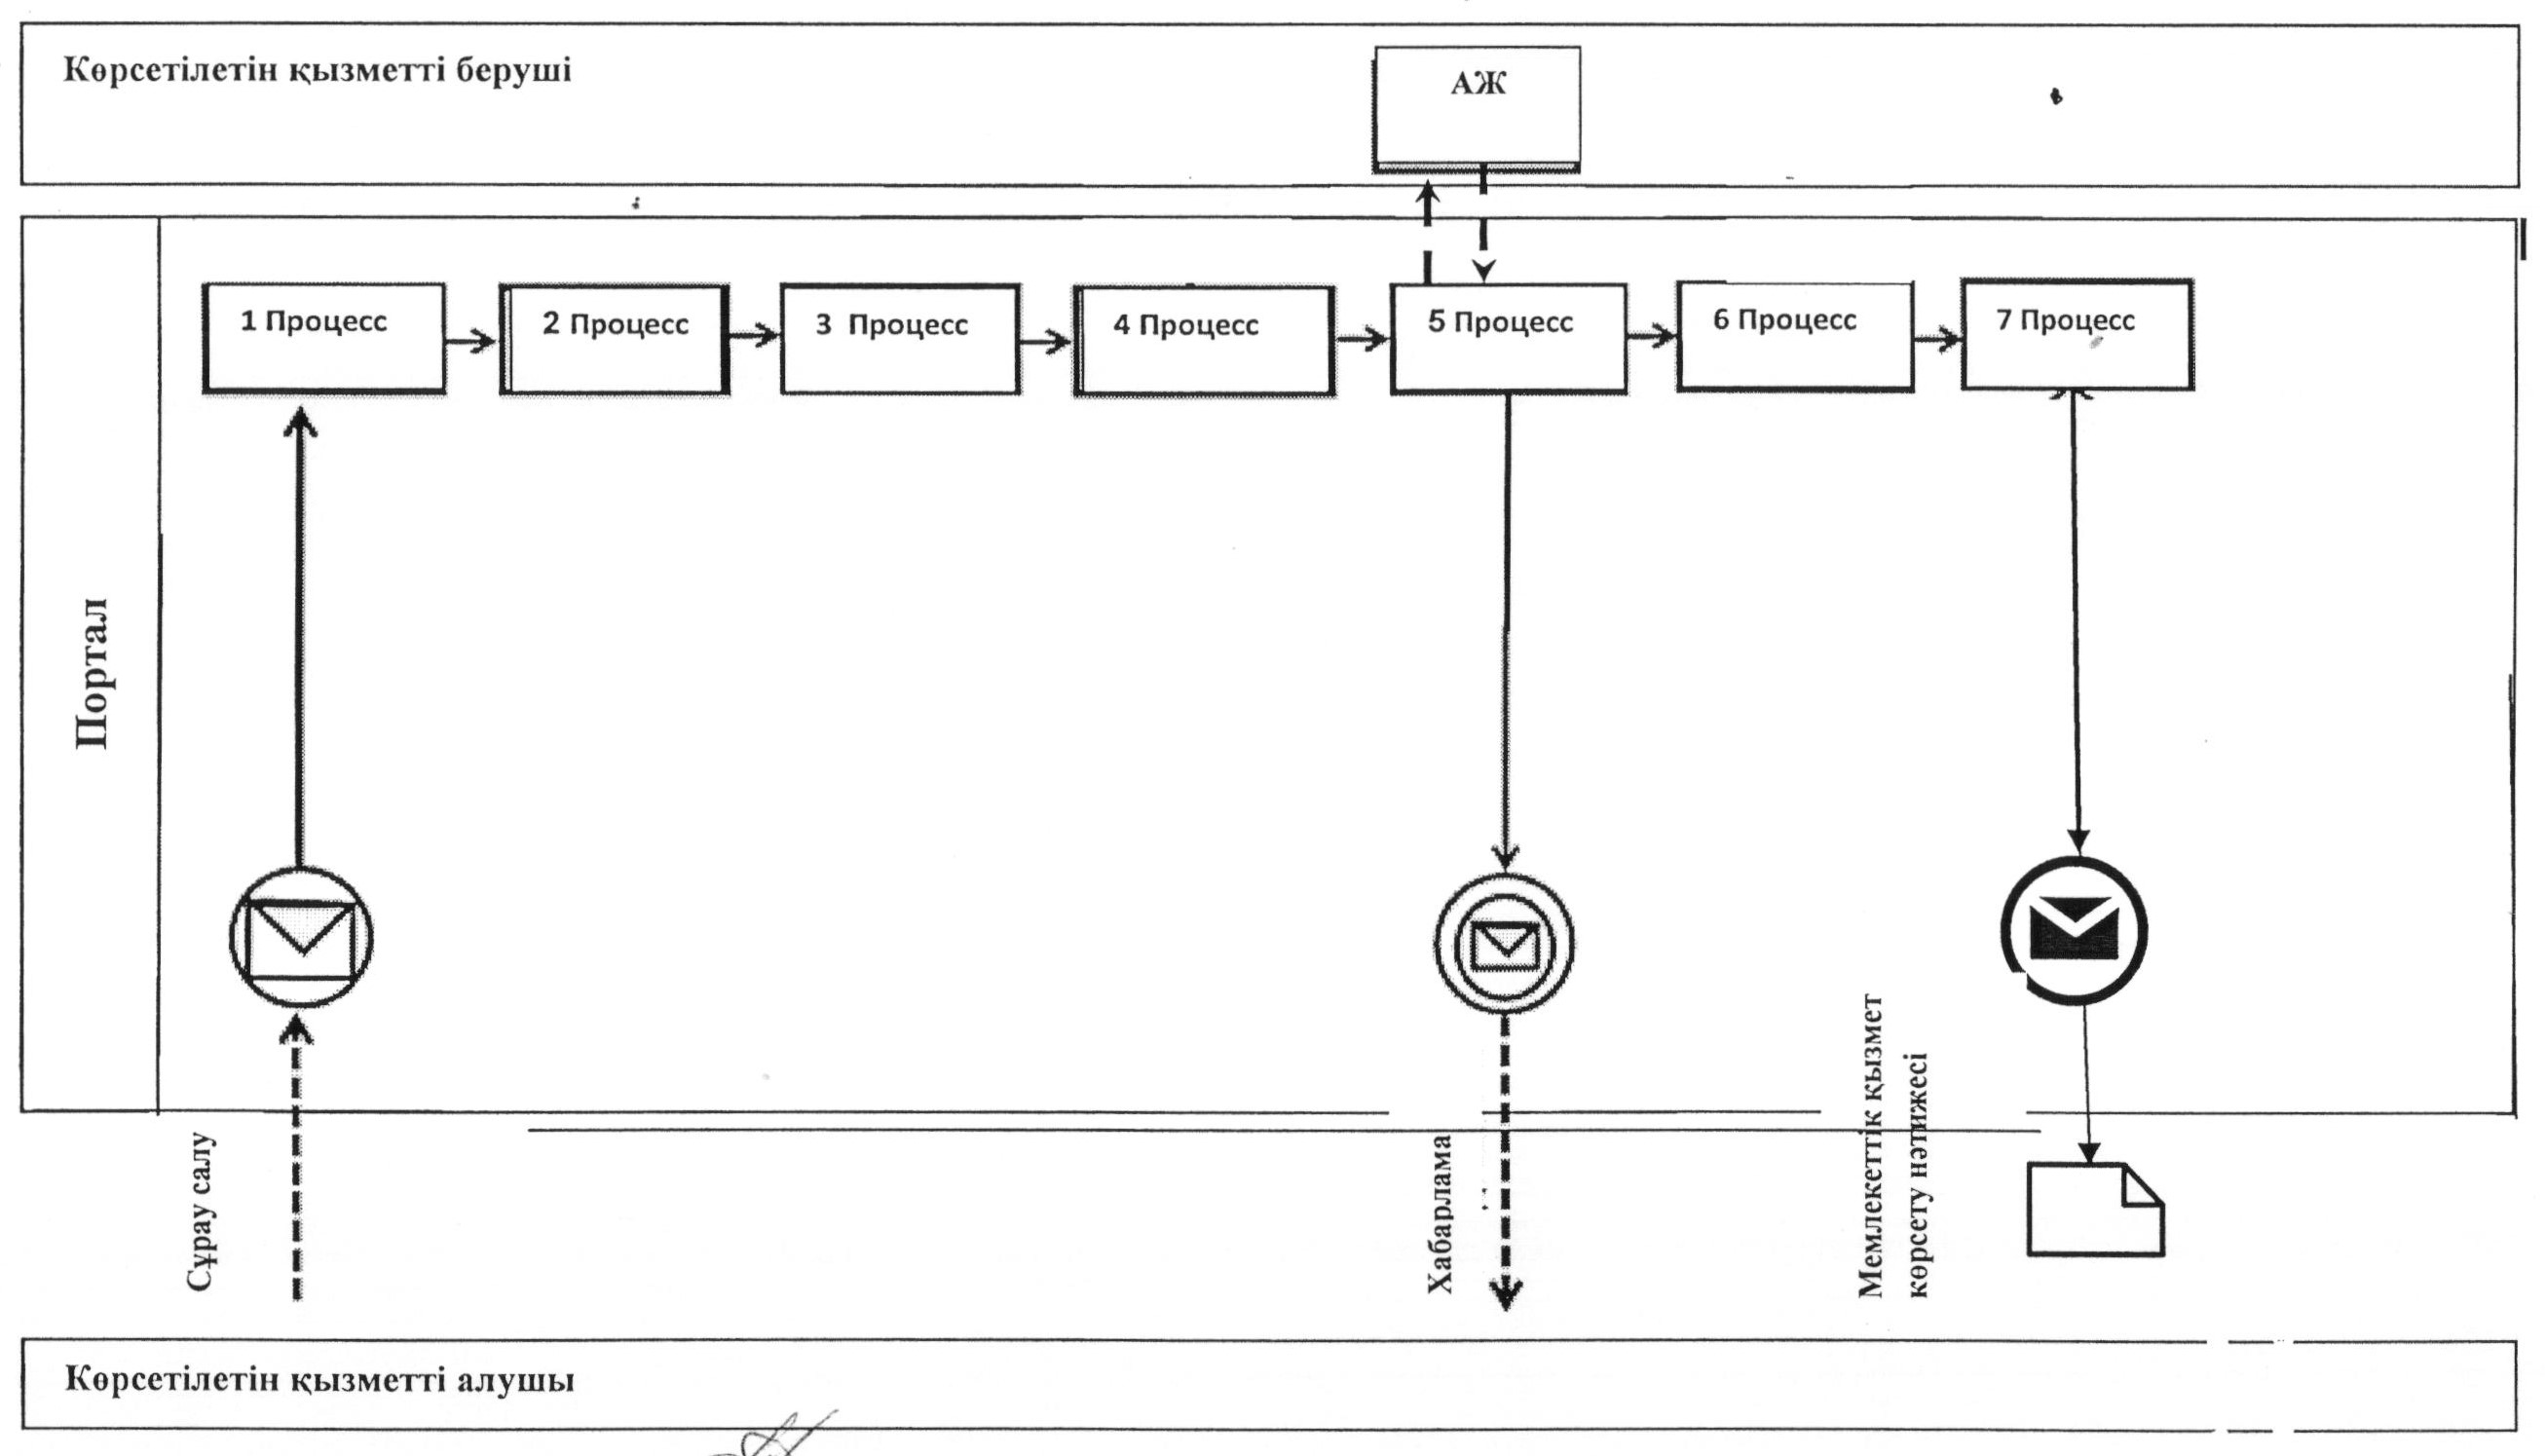 Көрсетілетін қызметті беруші
АЖ
1 Процесс
2 Процесс
3 Процесс
4 Процесс
5 Процесс
6 Процесс
7 Процесс
Портал
Сұрау салу
Хабарлама
Мемлекеттік қызмет
көрсету нәтижесі
Көрсетілетін қызметті алушы